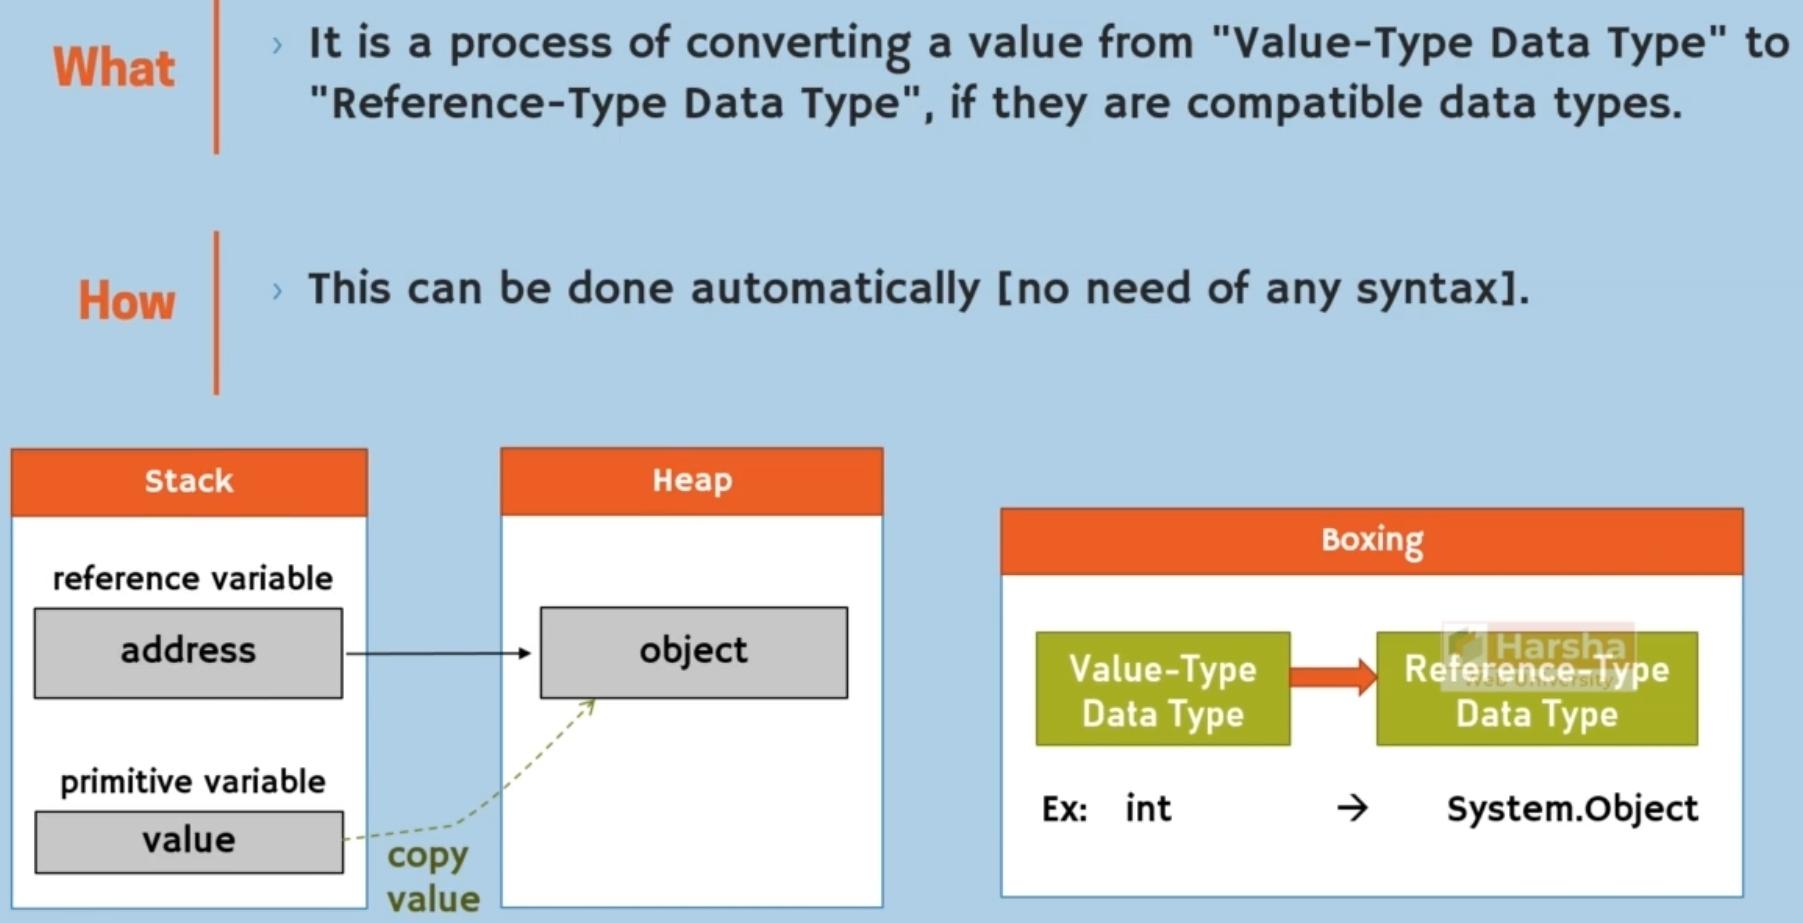 What
› It is a process of converting a value from "Value-Type Data Type" to
"Reference-Type Data Type", if they are compatible data types.
How
› This can be done automatically [no need of any syntax].
Stack
reference variable
address
primitive variable
value
copy
value
Heap
object
Boxing
Value-Type
Data Type
Reference-Type
Data Type
Harsha
Web University
Ex: int → System.Object